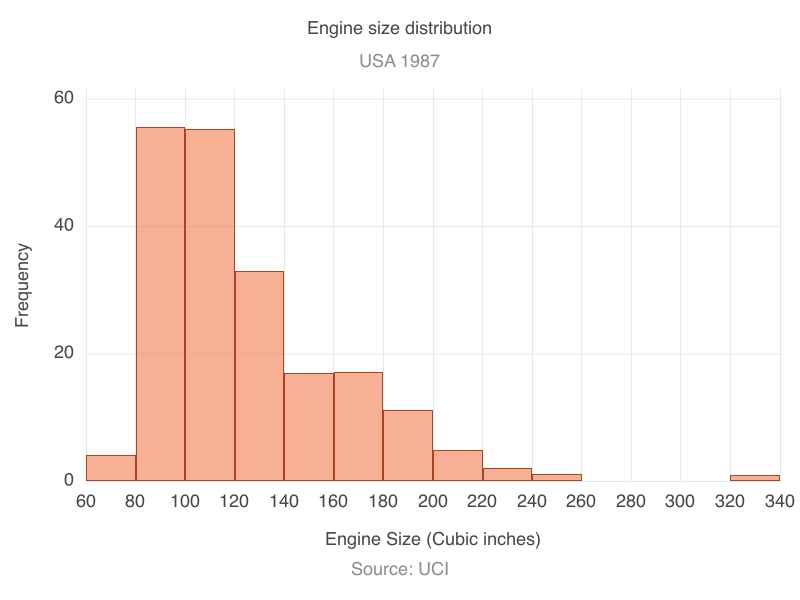 Engine size distribution
USA 1987
60
40
20
0
Frequency
60 80 100 120 140 160 180 200 220 240 260 280 300 320 340
Engine Size (Cubic inches)
Source: UCI